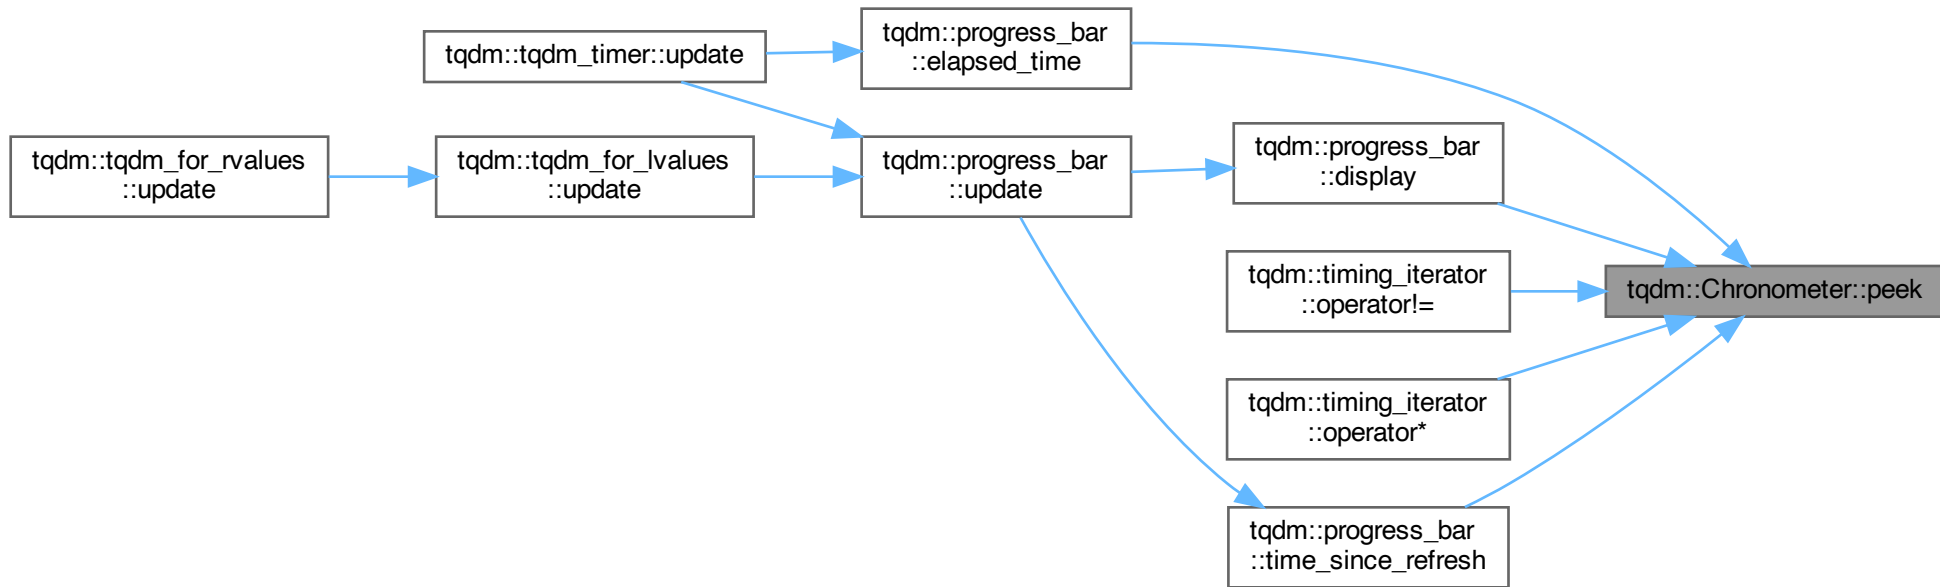 tqdm::tqdm_timer::update
tqdm::progress_bar
::elapsed_time
tqdm::tqdm_for_rvalues
::update
tqdm::tqdm_for_lvalues
::update
tqdm::progress_bar
::update
tqdm::progress_bar
::display
tqdm::timing_iterator
::operator!=
tqdm::Chronometer::peek
tqdm::timing_iterator
::operator*
tqdm::progress_bar
::time_since_refresh